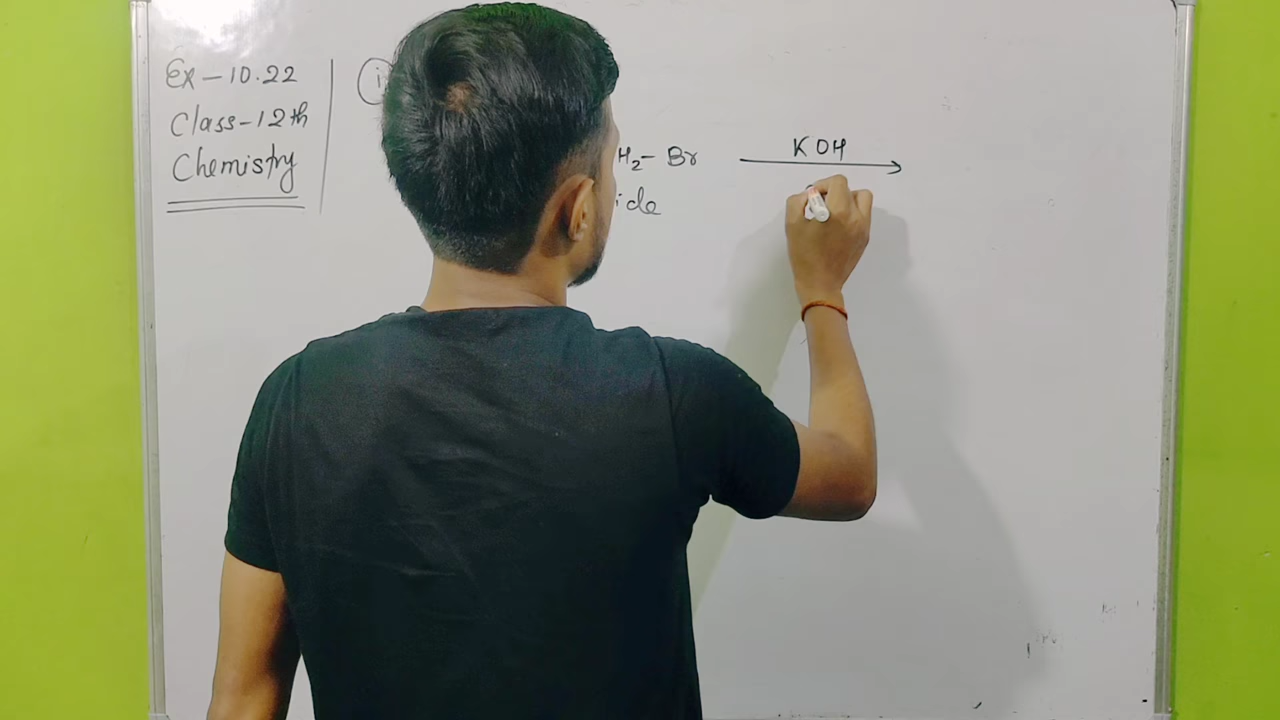 Ex-10.22
Class-12th
Chemistry
(i
H₂- Br
KOH
ide